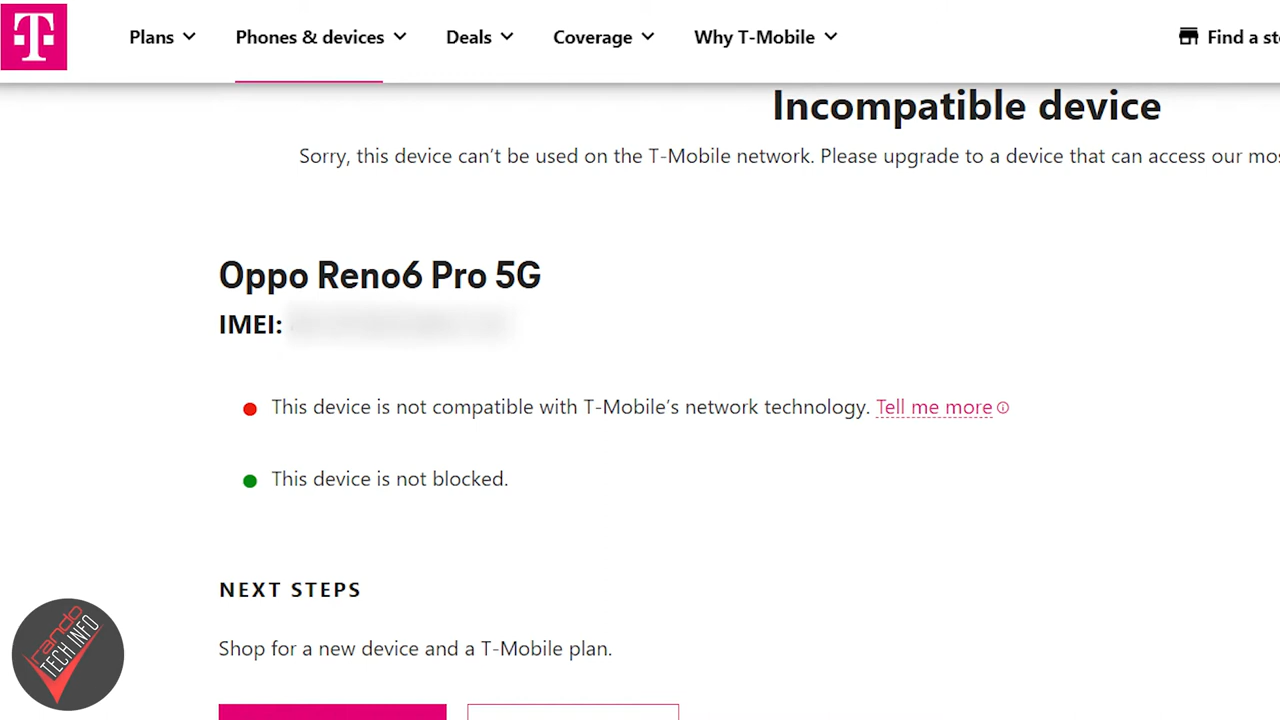 T
Plans
Phones & devices
Deals
Coverage
Why T-Mobile
Find a sto
Incompatible device
Sorry, this device can't be used on the T-Mobile network. Please upgrade to a device that can access our mos
Oppo Reno6 Pro 5G
IMEI:
This device is not compatible with T-Mobile's network technology. Tell me more
This device is not blocked.
NEXT STEPS
Shop for a new device and a T-Mobile plan.
rando
TECH INFO